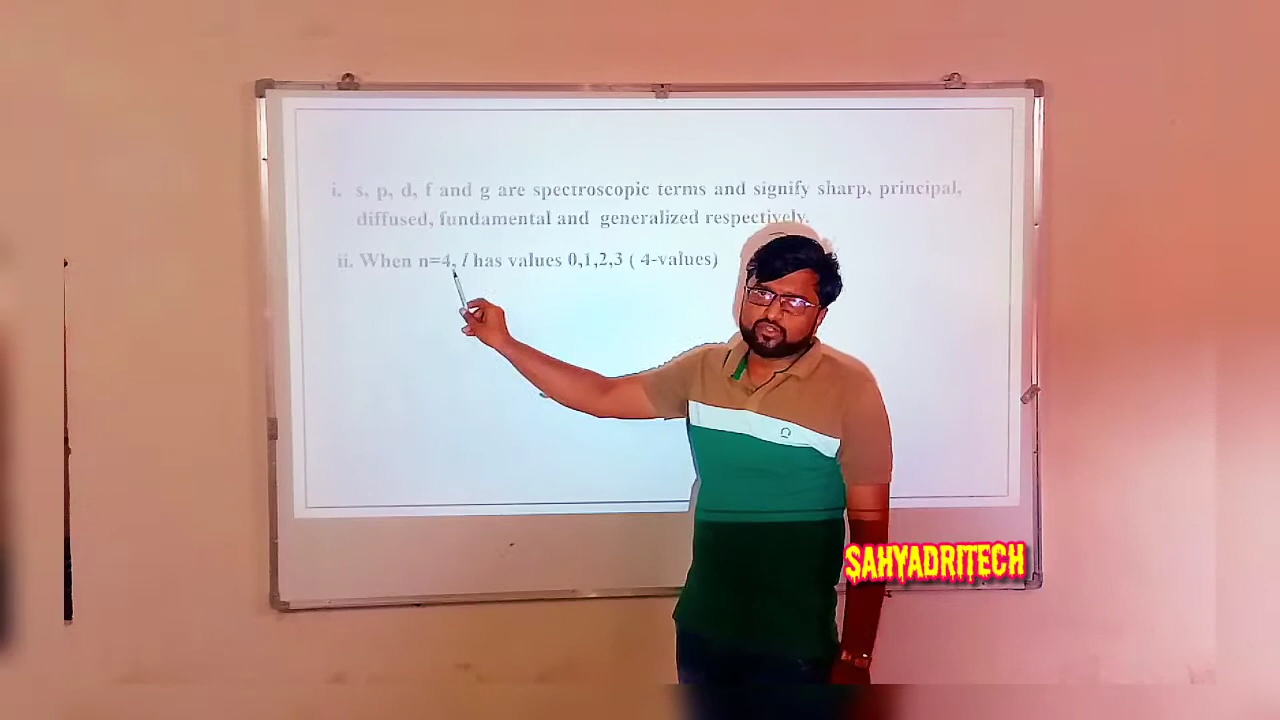 i. s, p, d, f and g are spectroscopic terms and signify sharp, principal,
diffused, fundamental and generalized respectively.
ii. When n=4, l has values 0,1,2,3 ( 4-values)
SAHYADRITECH